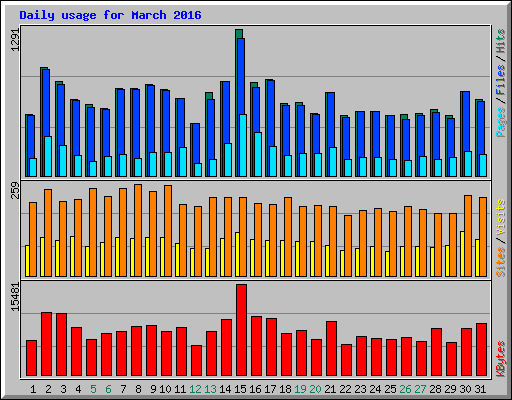 Daily usage for March 2016
1291
Pages / Files / Hits
259
Sites / Visits
15481
KBytes
1 2 3 4 5 6 7 8 9 10 11 12 13 14 15 16 17 18 19 20 21 22 23 24 25 26 27 28 29 30 31